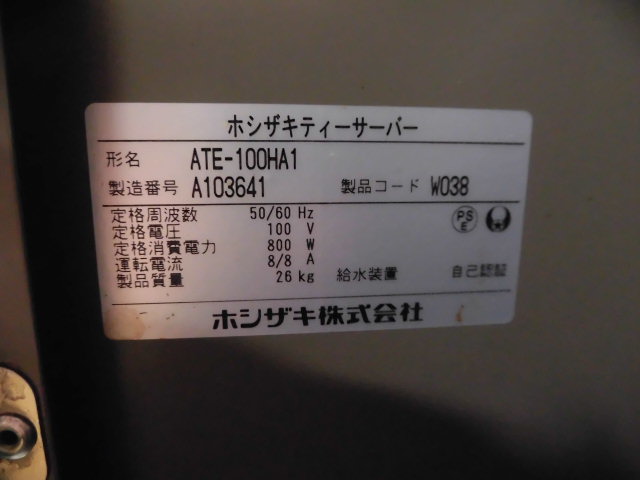 ホシザキティーサーバー
形名 ATE-100HA1
製造番号 A103641 製品コード W038
定格周波数 50/60 Hz
定格電圧 100 V
定格消費電力 800 W
運転電流 8/8 A
製品質量 26 kg 給水装置 自己認証
PS E
ホシザキ株式会社